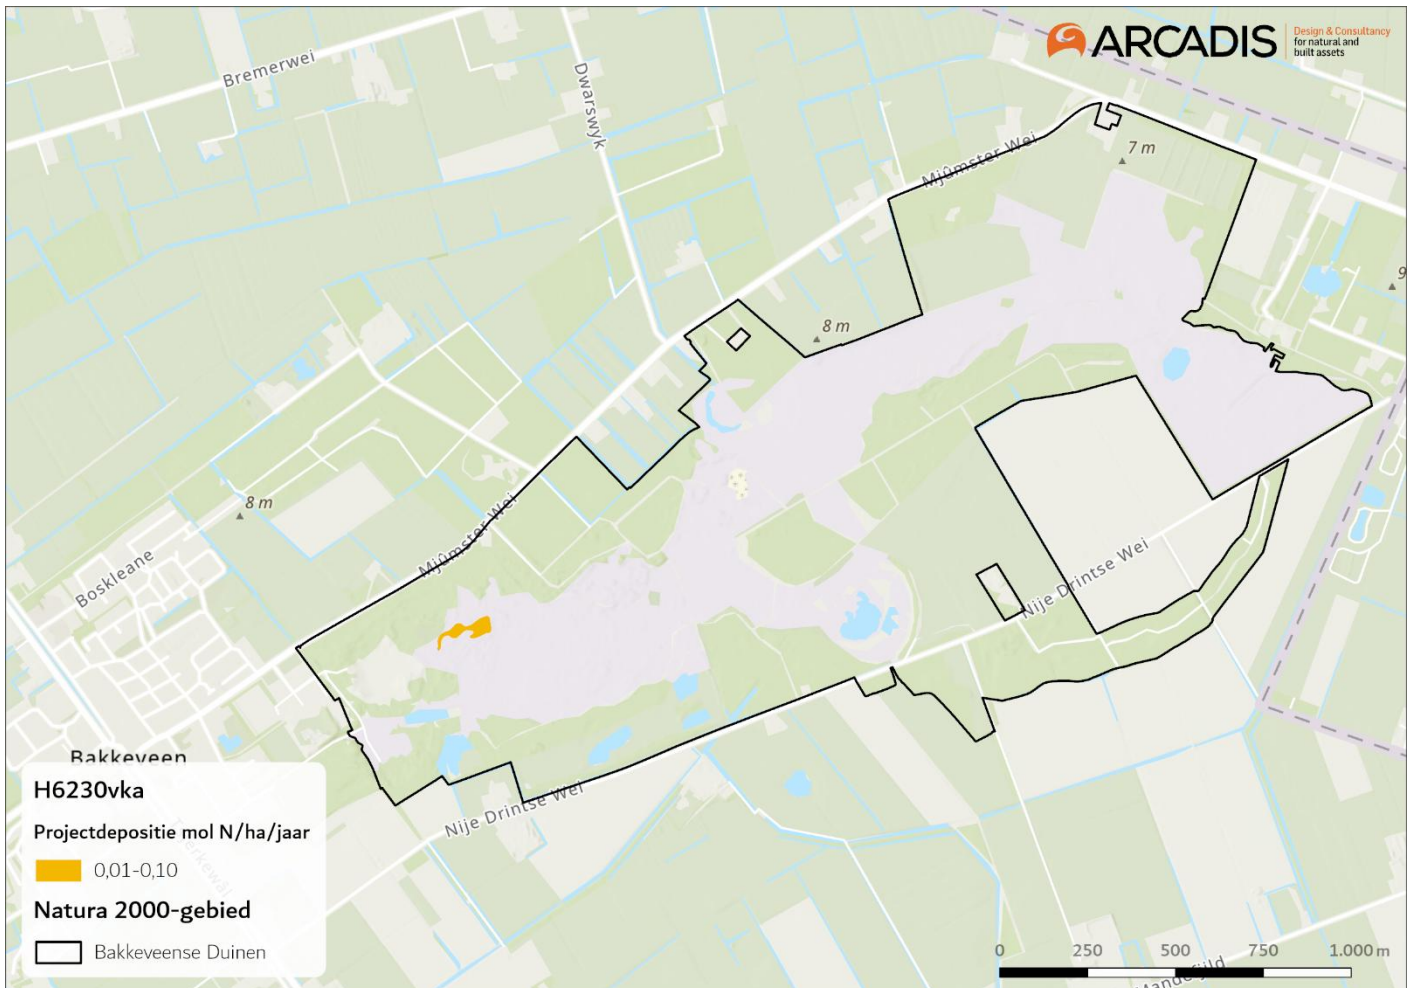 ARCADIS
Design & Consultancy
for natural and
built assets
Bremerwei
Dwarswyk
Mjûmster Wei
7 m
9
8 m
8 m
Mjûmster Wei
Boskleane
Nije Drintse Wei
Bakkeveen
Nije Drintse Wei
H6230vka
Projectdepositie mol N/ha/jaar
0,01-0,10
Natura 2000-gebied
Bakkeveense Duinen
0 250 500 750 1.000 m